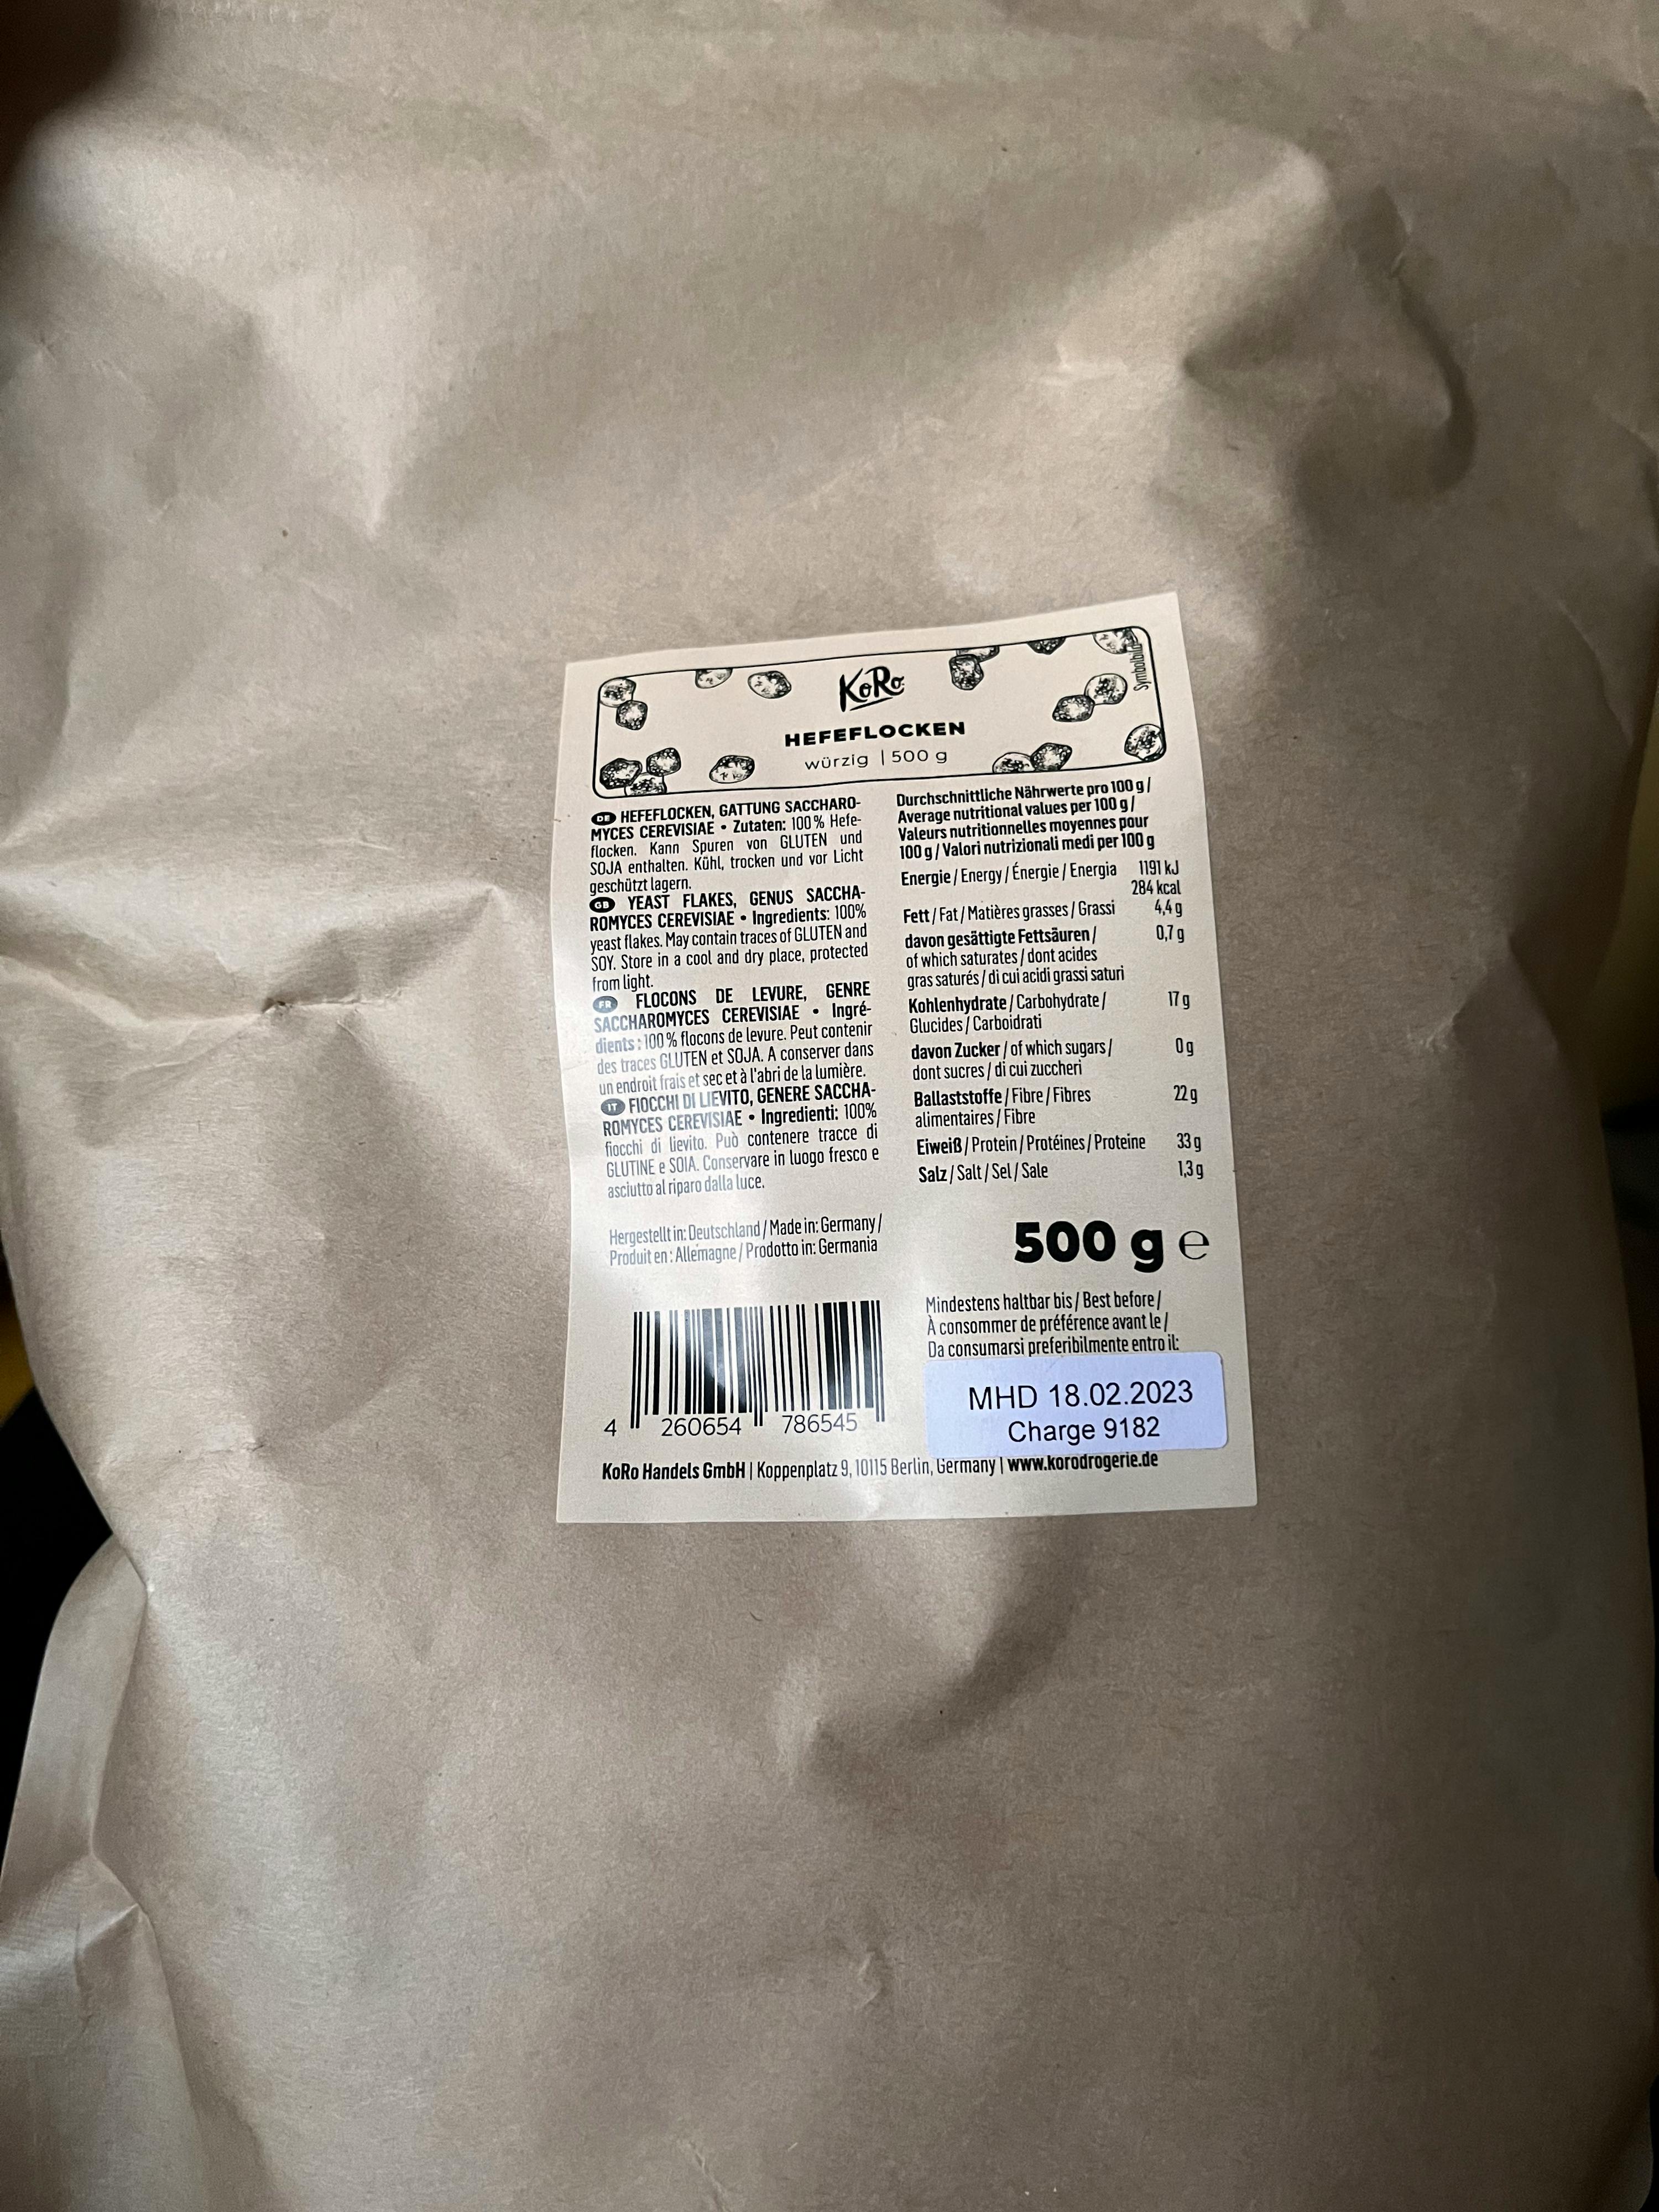 KoRo
Symbolbild
HEFEFLOCKEN
würzig | 500 g
DE HEFEFLOCKEN, GATTUNG SACCHARO-
MYCES CEREVISIAE • Zutaten: 100 % Hefe-
flocken. Kann Spuren von GLUTEN und
SOJA enthalten. Kühl, trocken und vor Licht
geschützt lagern.
GB YEAST FLAKES, GENUS SACCHA-
ROMYCES CEREVISIAE • Ingredients: 100%
yeast flakes. May contain traces of GLUTEN and
SOY. Store in a cool and dry place, protected
from light.
FR FLOCONS DE LEVURE, GENRE
SACCHAROMYCES CEREVISIAE • Ingré-
dients : 100 % flocons de levure. Peut contenir
des traces GLUTEN et SOJA. A conserver dans
un endroit frais et sec et à l'abri de la lumière.
IT FIOCCHI DI LIEVITO, GENERE SACCHA-
ROMYCES CEREVISIAE • Ingredienti: 100%
fiocchi di lievito. Può contenere tracce di
GLUTINE e SOIA. Conservare in luogo fresco e
asciutto al riparo dalla luce.
Hergestellt in: Deutschland / Made in: Germany /
Produit en : Allemagne / Prodotto in: Germania
4 260654 786545
Durchschnittliche Nährwerte pro 100 g /
Average nutritional values per 100 g /
Valeurs nutritionnelles moyennes pour
100 g / Valori nutrizionali medi per 100 g
Energie / Energy / Énergie / Energia 1191 kJ
284 kcal
Fett / Fat / Matières grasses / Grassi 4,4 g
davon gesättigte Fettsäuren / 0,7 g
of which saturates / dont acides
gras saturés / di cui acidi grassi saturi
Kohlenhydrate / Carbohydrate / 17 g
Glucides / Carboidrati
davon Zucker / of which sugars / 0 g
dont sucres / di cui zuccheri
Ballaststoffe / Fibre / Fibres 22 g
alimentaires / Fibre
Eiweiß / Protein / Protéines / Proteine 33 g
Salz / Salt / Sel / Sale 1,3 g
500 g e
Mindestens haltbar bis / Best before /
À consommer de préférence avant le /
Da consumarsi preferibilmente entro il:
MHD 18.02.2023
Charge 9182
KoRo Handels GmbH | Koppenplatz 9, 10115 Berlin, Germany | www.korodrogerie.de